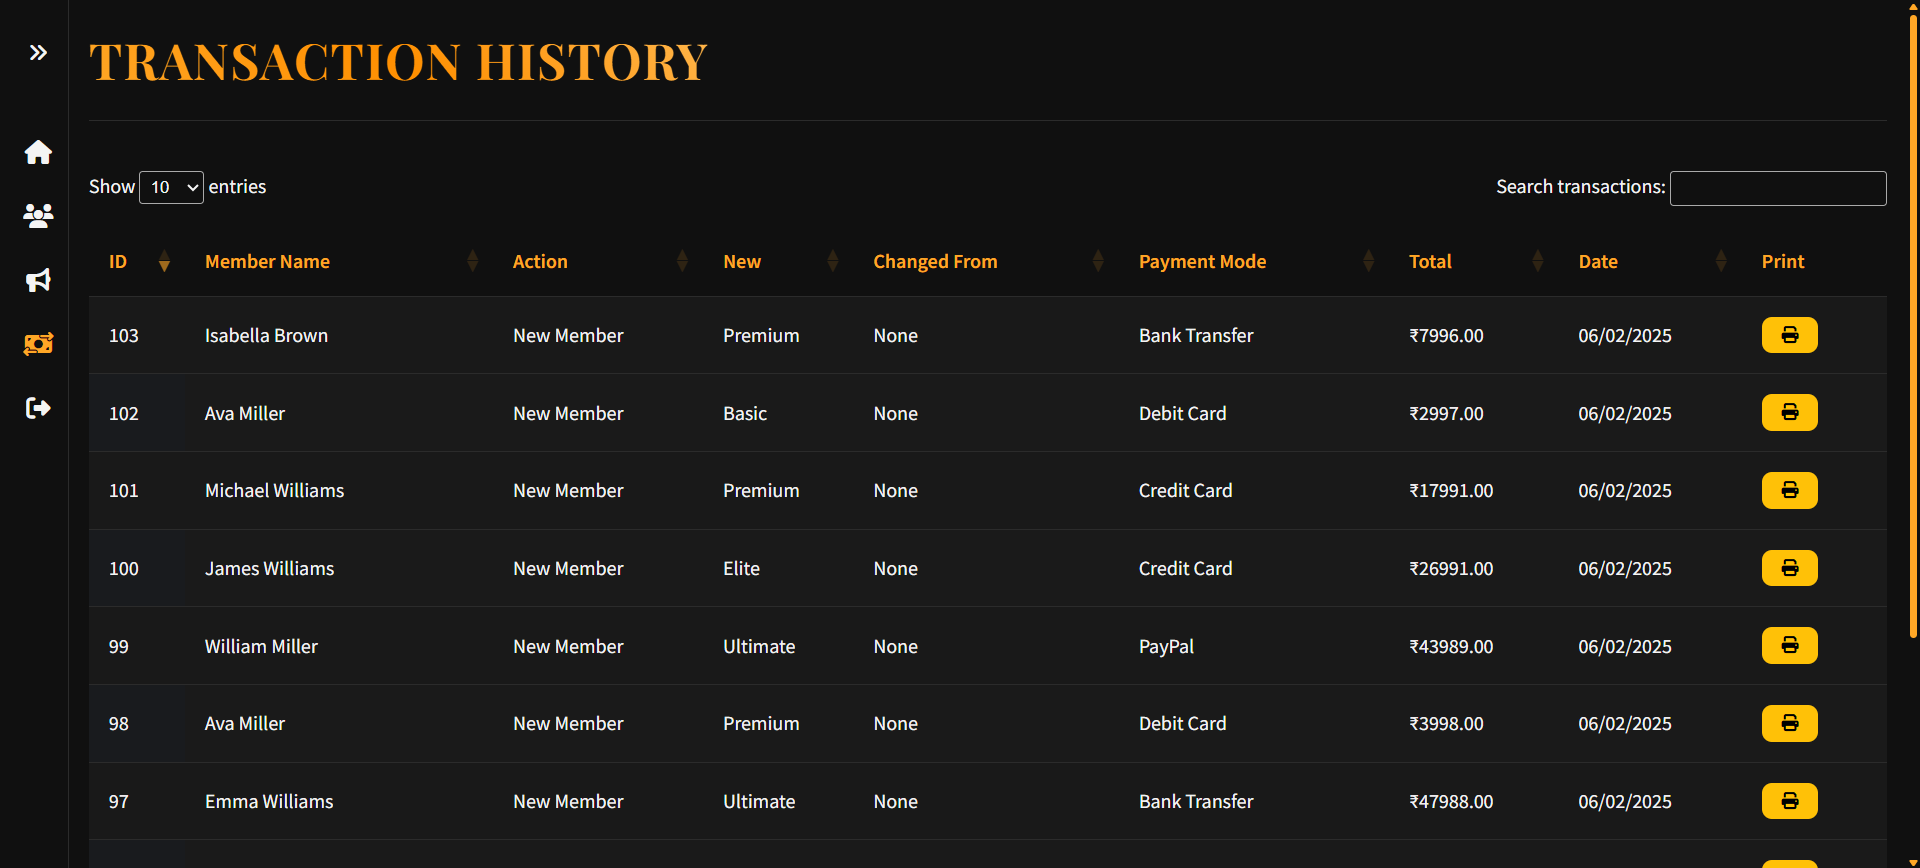 TRANSACTION HISTORY
Show 10 entries Search transactions:
ID Member Name Action New Changed From Payment Mode Total Date Print
103 Isabella Brown New Member Premium None Bank Transfer ₹7996.00 06/02/2025
102 Ava Miller New Member Basic None Debit Card ₹2997.00 06/02/2025
101 Michael Williams New Member Premium None Credit Card ₹17991.00 06/02/2025
100 James Williams New Member Elite None Credit Card ₹26991.00 06/02/2025
99 William Miller New Member Ultimate None PayPal ₹43989.00 06/02/2025
98 Ava Miller New Member Premium None Debit Card ₹3998.00 06/02/2025
97 Emma Williams New Member Ultimate None Bank Transfer ₹47988.00 06/02/2025